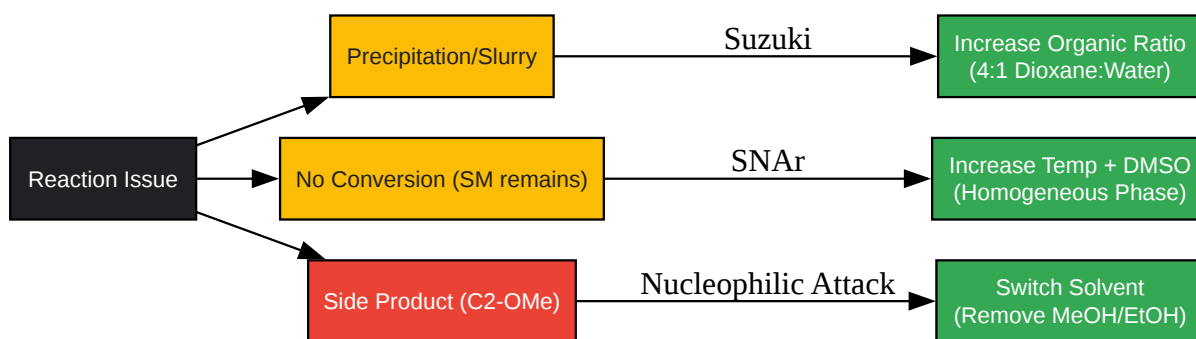 Reaction Issue
Precipitation/Slurry
Suzuki
Increase Organic Ratio
(4:1 Dioxane:Water)
No Conversion (SM remains)
SNAr
Increase Temp + DMSO
(Homogeneous Phase)
Side Product (C2-OMe)
Nucleophilic Attack
Switch Solvent
(Remove MeOH/EtOH)